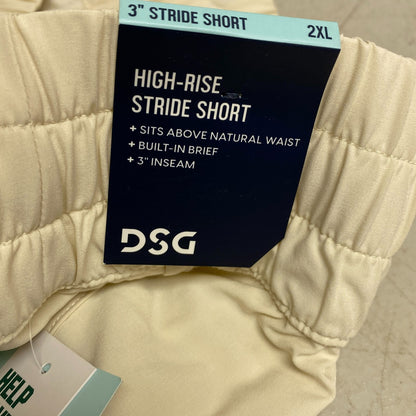 3" STRIDE SHORT 2XL
HIGH-RISE
STRIDE SHORT
+ SITS ABOVE NATURAL WAIST
+ BUILT-IN BRIEF
+ 3" INSEAM
DSG
HELP